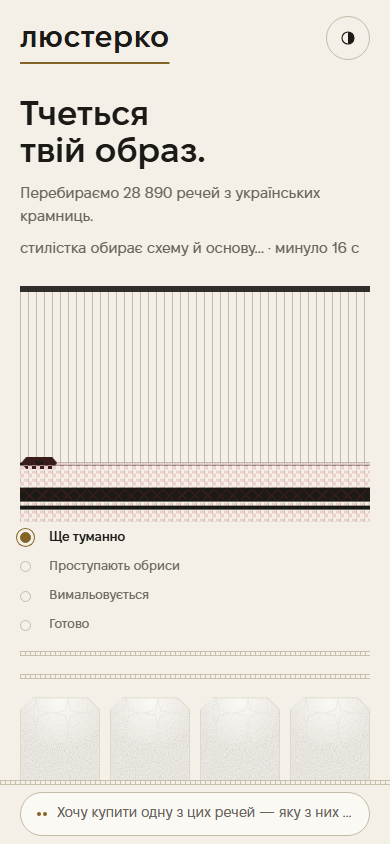 люстерко
Тчеться
твій образ.
Перебираємо 28 890 речей з українських
крамниць.
стилістка обирає схему й основу... · минуло 16 с
Ще туманно
Проступають обриси
Вимальовується
Готово
Хочу купити одну з цих речей — яку з них ...